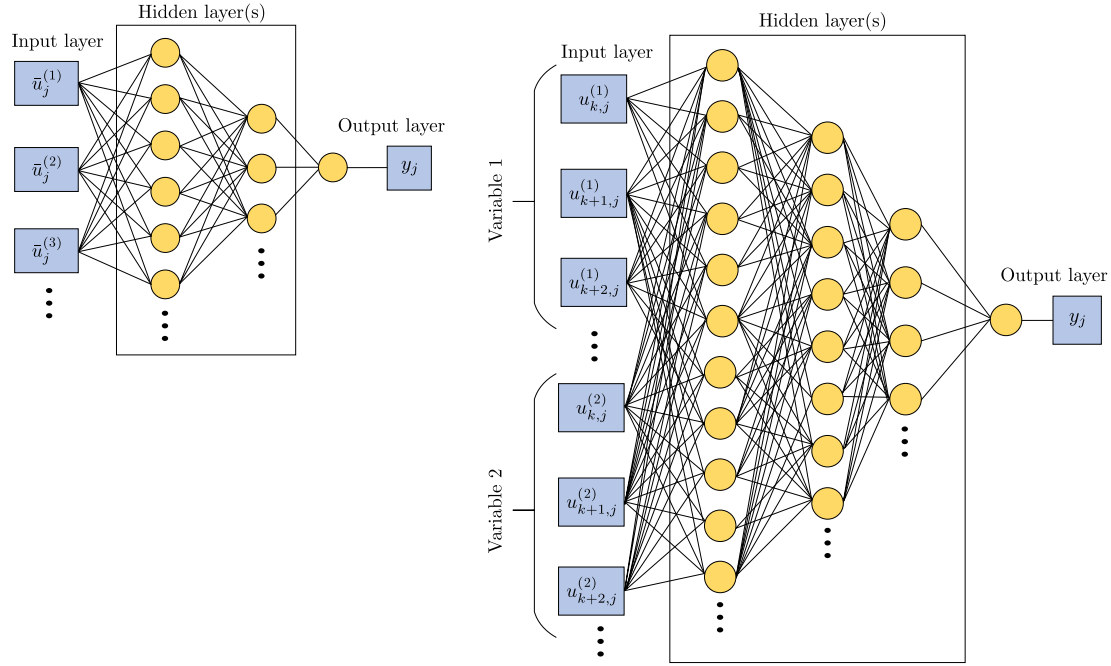 Hidden layer(s)
Input layer
ū_j^(1)
ū_j^(2)
ū_j^(3)
Output layer
y_j
Hidden layer(s)
Input layer
Variable 1
u_{k,j}^(1)
u_{k+1,j}^(1)
u_{k+2,j}^(1)
Variable 2
u_{k,j}^(2)
u_{k+1,j}^(2)
u_{k+2,j}^(2)
Output layer
y_j